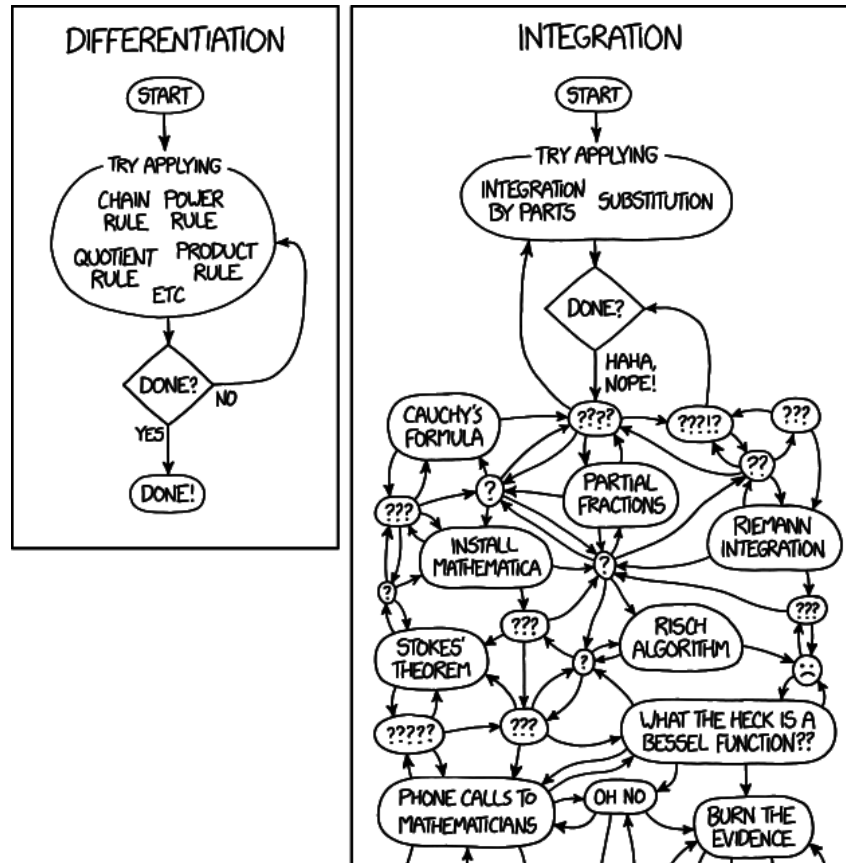 DIFFERENTIATION
START
TRY APPLYING
CHAIN RULE
POWER RULE
QUOTIENT RULE
PRODUCT RULE
ETC
DONE?
NO
YES
DONE!
INTEGRATION
START
TRY APPLYING
INTEGRATION
BY PARTS
SUBSTITUTION
DONE?
HAHA,
NOPE!
CAUCHY'S
FORMULA
????
???!?
???
??
?
PARTIAL
FRACTIONS
???
RIEMANN
INTEGRATION
INSTALL
MATHEMATICA
?
?
???
???
STOKES'
THEOREM
?
RISCH
ALGORITHM
?????
???
WHAT THE HECK IS A
BESSEL FUNCTION??
PHONE CALLS TO
MATHEMATICIANS
OH NO
BURN THE
EVIDENCE